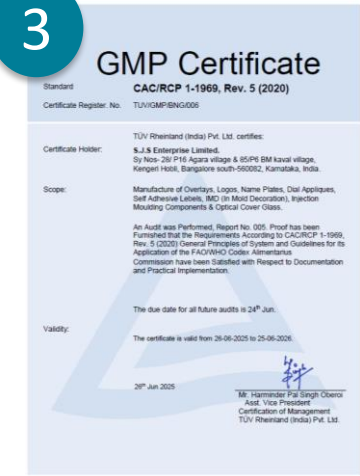 3
GMP Certificate
Standard CAC/RCP 1-1969, Rev. 5 (2020)
Certificate Register. No. TUV/GMP/BNG/006
TÜV Rheinland (India) Pvt. Ltd. certifies:
Certificate Holder: S.J.S Enterprise Limited.
Sy Nos- 28/ P16 Agara village & 85/P6 BM kaval village,
Kengeri Hobli, Bangalore south-560082, Karnataka, India.
Scope: Manufacture of Overlays, Logos, Name Plates, Dial Appliques,
Self Adhesive Lebels, IMD (In Mold Decoration), Injection
Moulding Components & Optical Cover Glass.
An Audit was Performed, Report No. 005. Proof has been
Furnished that the Requirements According to CAC/RCP 1-1969,
Rev. 5 (2020) General Principles of System and Guidelines for its
Application of the FAO/WHO Codex Alimentarius
Commission have been Satisfied with Respect to Documentation
and Practical Implementation.
The due date for all future audits is 24th Jun.
Validity:
The certificate is valid from 26-06-2025 to 25-06-2026.
26th Jun 2025
Mr. Harminder Pal Singh Oberoi
Asst. Vice President
Certification of Management
TÜV Rheinland (India) Pvt. Ltd.